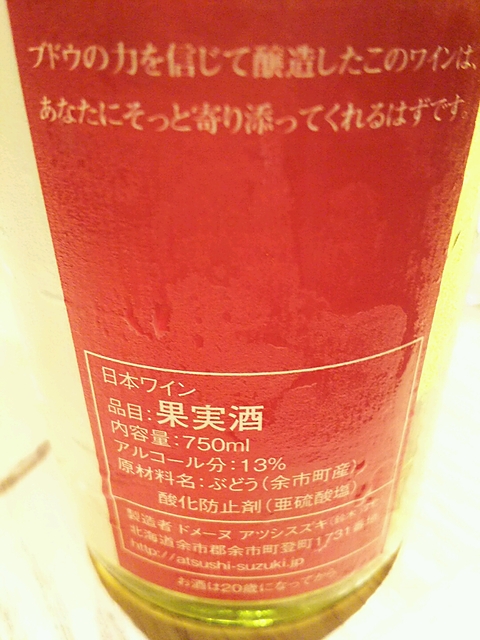 ブドウの力を信じて醸造したこのワインは、
あなたにそっと寄り添ってくれるはずです。
日本ワイン
品目:果実酒
内容量:750ml
アルコール分:13%
原材料名:ぶどう(余市町産)
酸化防止剤(亜硫酸塩)
製造者 ドメーヌ アツシスズキ
北海道余市郡余市町登町1731番地
http://atsushi-suzuki.jp
お酒は20歳になってから